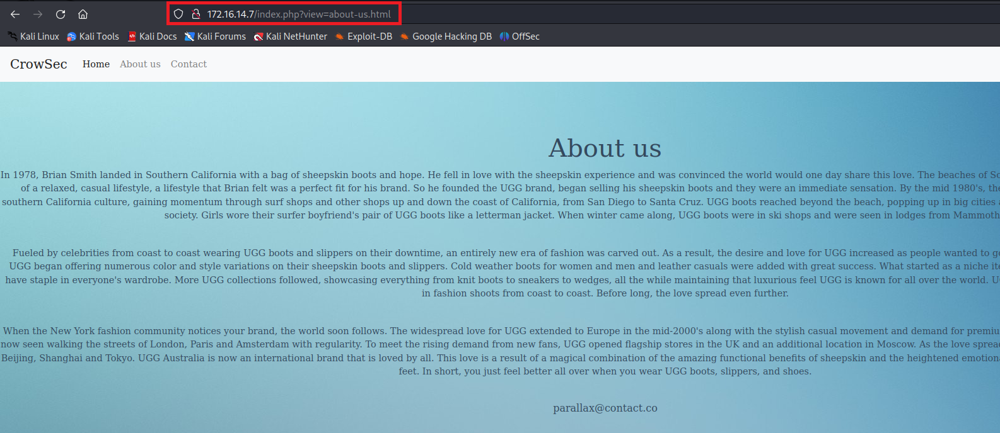 172.16.14.7/index.php?view=about-us.html
Kali Linux Kali Tools Kali Docs Kali Forums Kali NetHunter Exploit-DB Google Hacking DB OffSec
CrowSec Home About us Contact
About us
In 1978, Brian Smith landed in Southern California with a bag of sheepskin boots and hope. He fell in love with the sheepskin experience and was convinced the world would one day share this love. The beaches of
of a relaxed, casual lifestyle, a lifestyle that Brian felt was a perfect fit for his brand. So he founded the UGG brand, began selling his sheepskin boots and they were an immediate sensation. By the mid 1980's,
southern California culture, gaining momentum through surf shops and other shops up and down the coast of California, from San Diego to Santa Cruz. UGG boots reached beyond the beach, popping up in big cities
society. Girls wore their surfer boyfriend's pair of UGG boots like a letterman jacket. When winter came along, UGG boots were in ski shops and were seen in lodges from Mammoth
Fueled by celebrities from coast to coast wearing UGG boots and slippers on their downtime, an entirely new era of fashion was carved out. As a result, the desire and love for UGG increased as people wanted to
UGG began offering numerous color and style variations on their sheepskin boots and slippers. Cold weather boots for women and men and leather casuals were added with great success. What started as a niche
have staple in everyone's wardrobe. More UGG collections followed, showcasing everything from knit boots to sneakers to wedges, all the while maintaining that luxurious feel UGG is known for all over the world.
in fashion shoots from coast to coast. Before long, the love spread even further.
When the New York fashion community notices your brand, the world soon follows. The widespread love for UGG extended to Europe in the mid-2000's along with the stylish casual movement and demand for
now seen walking the streets of London, Paris and Amsterdam with regularity. To meet the rising demand from new fans, UGG opened flagship stores in the UK and an additional location in Moscow. As the love
Beijing, Shanghai and Tokyo. UGG Australia is now an international brand that is loved by all. This love is a result of a magical combination of the amazing functional benefits of sheepskin and the heightened
feet. In short, you just feel better all over when you wear UGG boots, slippers, and shoes.
parallax@contact.co